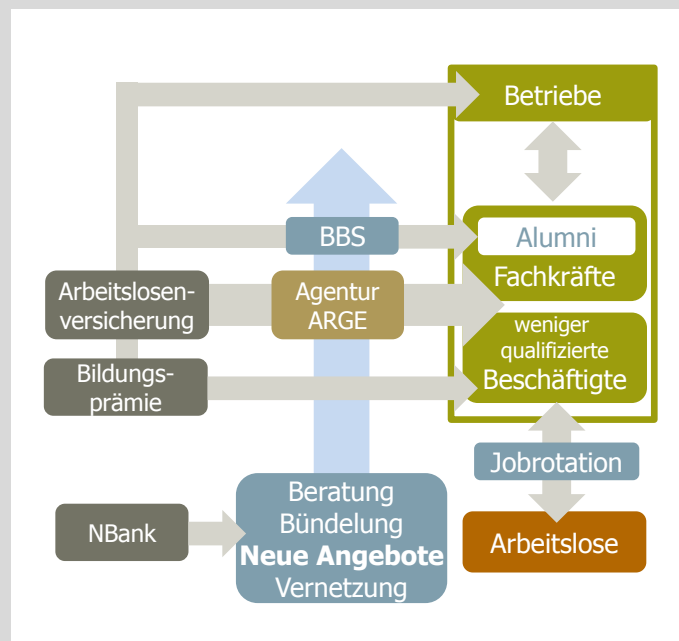 Betriebe
BBS
Alumni
Fachkräfte
Arbeitslosen-
versicherung
Agentur
ARGE
weniger
qualifizierte
Beschäftigte
Bildungs-
prämie
Jobrotation
NBank
Beratung
Bündelung
Neue Angebote
Vernetzung
Arbeitslose